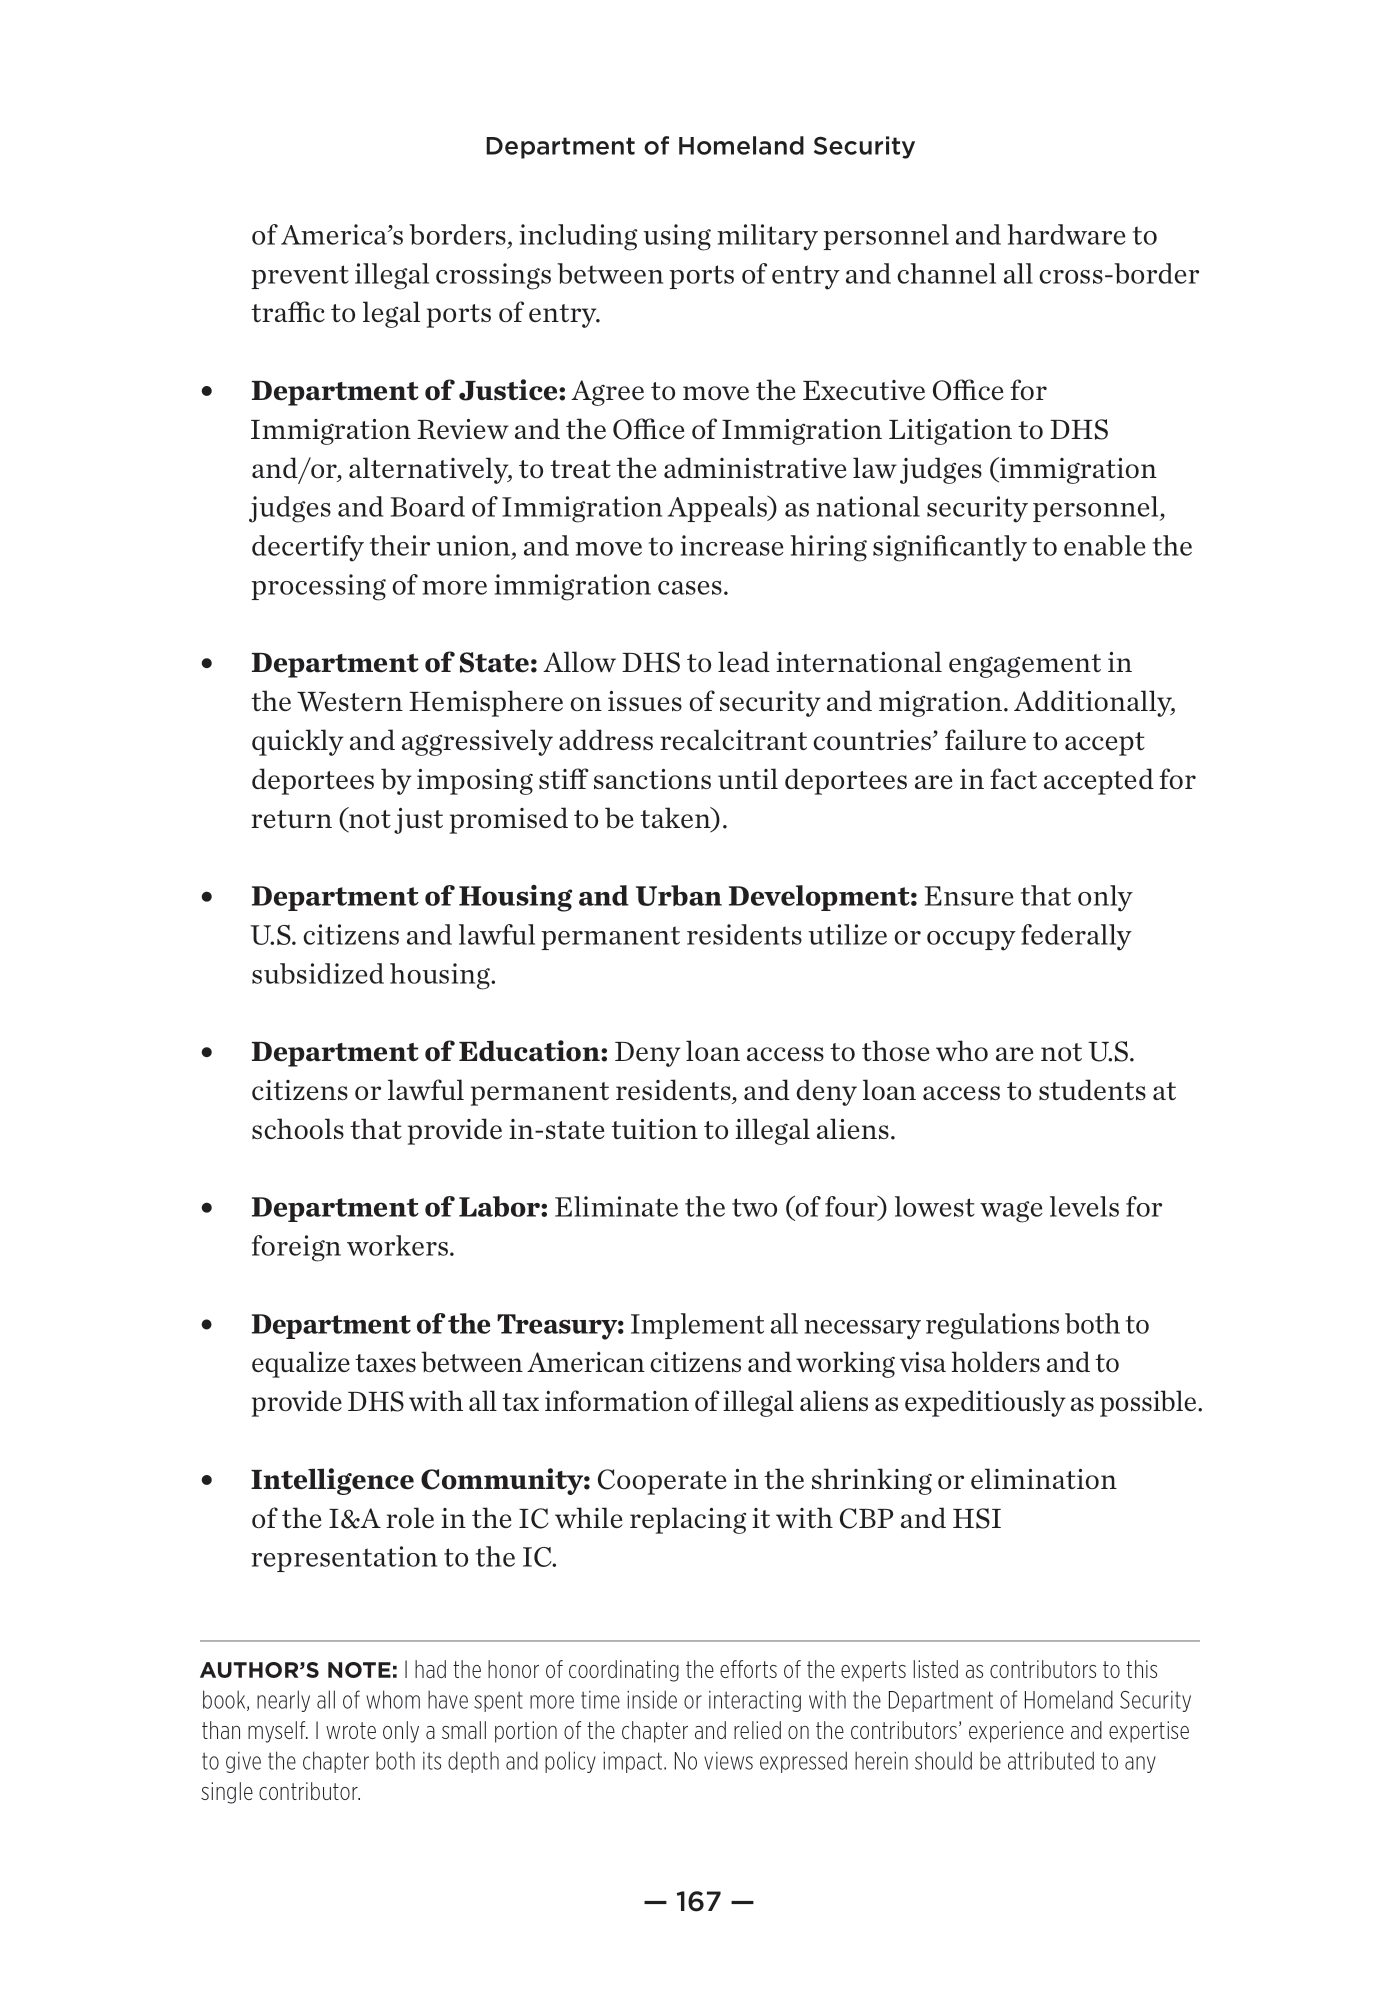 Department of Homeland Security
of America’s borders, including using military personnel and hardware to
prevent illegal crossings between ports of entry and channel all cross-border
traffic to legal ports of entry.
• Department of Justice: Agree to move the Executive Office for
Immigration Review and the Office of Immigration Litigation to DHS
and/or, alternatively, to treat the administrative law judges (immigration
judges and Board of Immigration Appeals) as national security personnel,
decertify their union, and move to increase hiring significantly to enable the
processing of more immigration cases.
• Department of State: Allow DHS to lead international engagement in
the Western Hemisphere on issues of security and migration. Additionally,
quickly and aggressively address recalcitrant countries’ failure to accept
deportees by imposing stiff sanctions until deportees are in fact accepted for
return (not just promised to be taken).
• Department of Housing and Urban Development: Ensure that only
U.S. citizens and lawful permanent residents utilize or occupy federally
subsidized housing.
• Department of Education: Deny loan access to those who are not U.S.
citizens or lawful permanent residents, and deny loan access to students at
schools that provide in-state tuition to illegal aliens.
• Department of Labor: Eliminate the two (of four) lowest wage levels for
foreign workers.
• Department of the Treasury: Implement all necessary regulations both to
equalize taxes between American citizens and working visa holders and to
provide DHS with all tax information of illegal aliens as expeditiously as possible.
• Intelligence Community: Cooperate in the shrinking or elimination
of the I&A role in the IC while replacing it with CBP and HSI
representation to the IC.
AUTHOR’S NOTE: I had the honor of coordinating the efforts of the experts listed as contributors to this
book, nearly all of whom have spent more time inside or interacting with the Department of Homeland Security
than myself. I wrote only a small portion of the chapter and relied on the contributors’ experience and expertise
to give the chapter both its depth and policy impact. No views expressed herein should be attributed to any
single contributor.
— 167 —